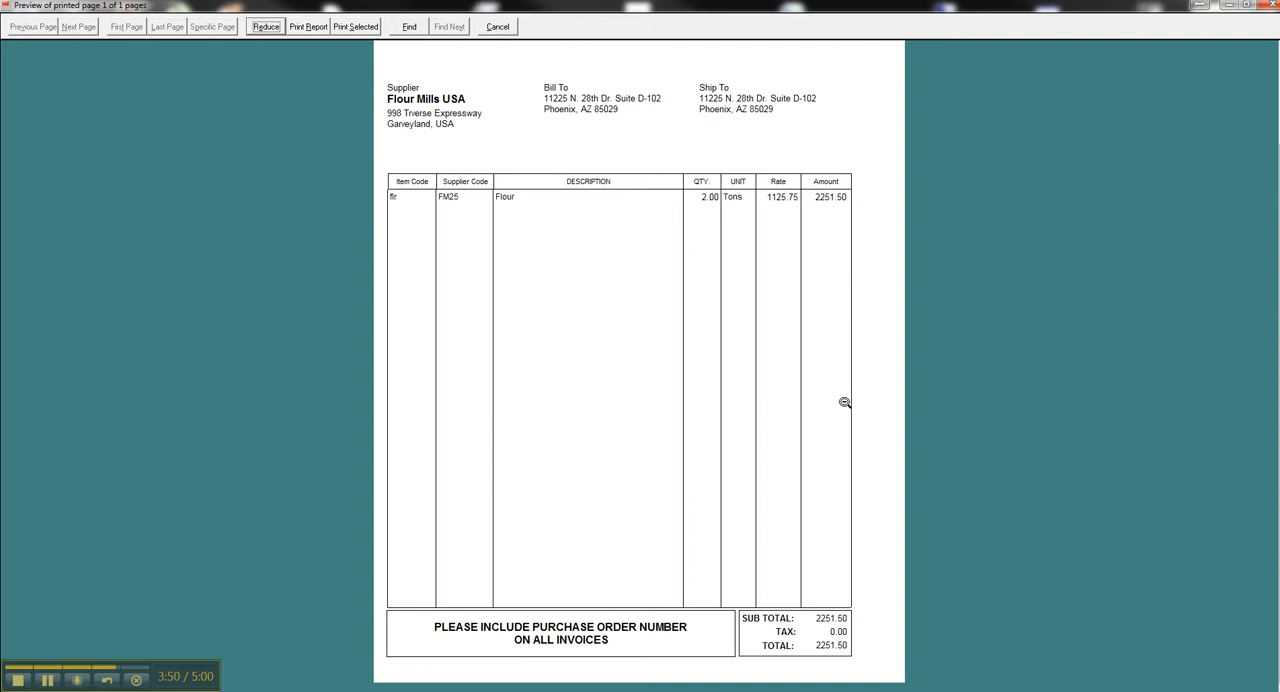 Preview of printed page 1 of 1 pages
Previous Page Next Page First Page Last Page Specific Page Reduce Print Report Print Selected Find Find Next Cancel
Supplier
Flour Mills USA
998 Trverse Expressway
Garveyland, USA
Bill To
11225 N. 28th Dr. Suite D-102
Phoenix, AZ 85029
Ship To
11225 N. 28th Dr. Suite D-102
Phoenix, AZ 85029
Item Code Supplier Code DESCRIPTION QTY. UNIT Rate Amount
flr FM25 Flour 2.00 Tons 1125.75 2251.50
PLEASE INCLUDE PURCHASE ORDER NUMBER
ON ALL INVOICES
SUB TOTAL: 2251.50
TAX: 0.00
TOTAL: 2251.50
3:50 / 5:00